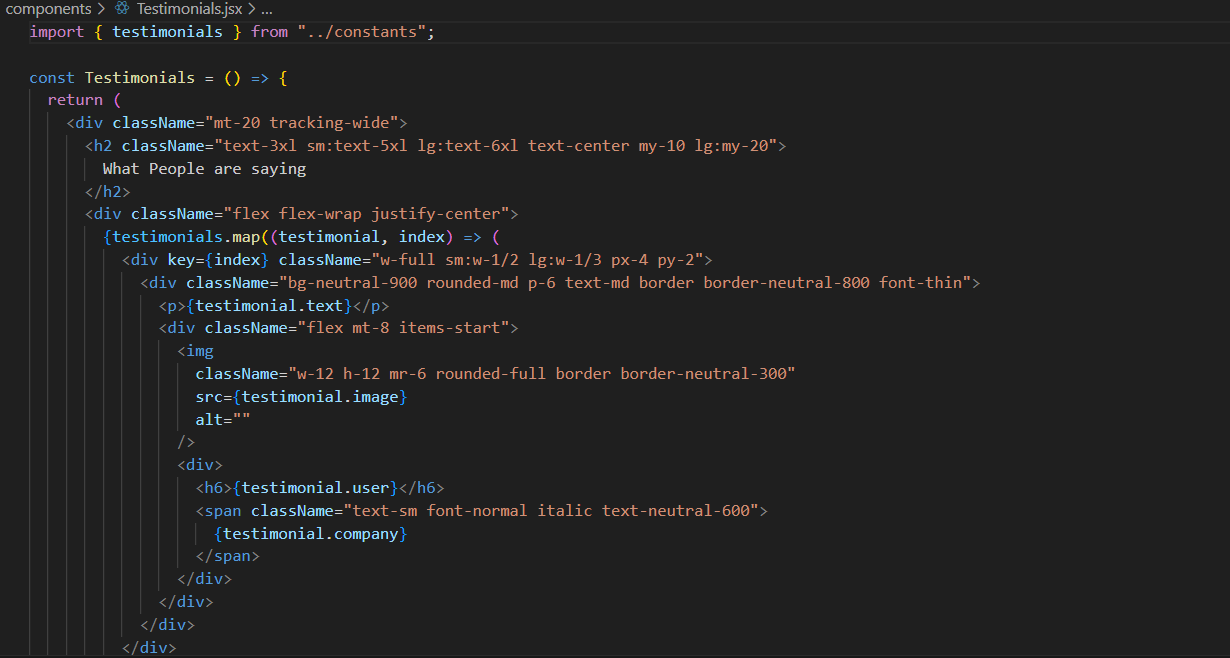 components > Testimonials.jsx > ...
import { testimonials } from "../constants";
const Testimonials = () => {
return (
<div className="mt-20 tracking-wide">
<h2 className="text-3xl sm:text-5xl lg:text-6xl text-center my-10 lg:my-20">
What People are saying
</h2>
<div className="flex flex-wrap justify-center">
{testimonials.map((testimonial, index) => (
<div key={index} className="w-full sm:w-1/2 lg:w-1/3 px-4 py-2">
<div className="bg-neutral-900 rounded-md p-6 text-md border border-neutral-800 font-thin">
<p>{testimonial.text}</p>
<div className="flex mt-8 items-start">
<img
className="w-12 h-12 mr-6 rounded-full border border-neutral-300"
src={testimonial.image}
alt=""
/>
<div>
<h6>{testimonial.user}</h6>
<span className="text-sm font-normal italic text-neutral-600">
{testimonial.company}
</span>
</div>
</div>
</div>
</div>